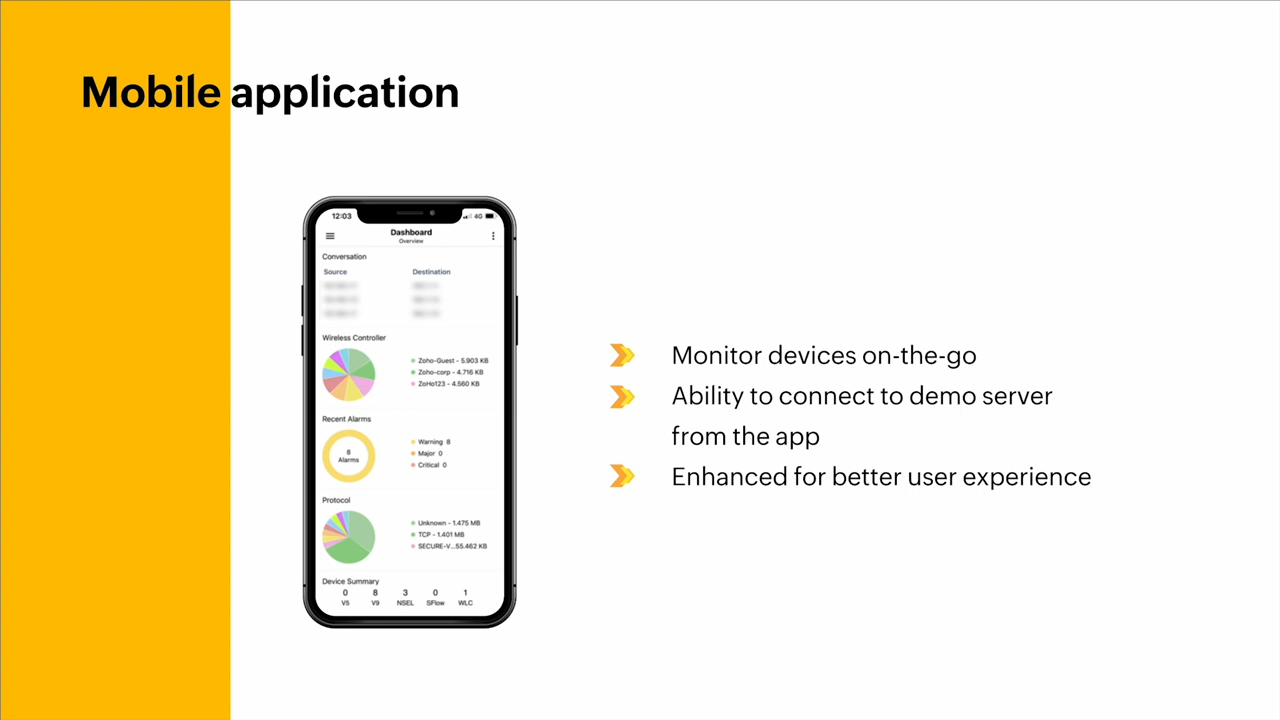 Mobile application
12:03
4G
Dashboard
Overview
Conversation
Source Destination
Wireless Controller
Zoho-Guest - 5.903 KB
Zoho-corp - 4.716 KB
ZoHo123 - 4.560 KB
Recent Alarms
8
Alarms
Warning 8
Major 0
Critical 0
Protocol
Unknown - 1.475 MB
TCP - 1.401 MB
SECURE-V...55.462 KB
Device Summary
0 8 3 0 1
V5 V9 NSEL SFlow WLC
Monitor devices on-the-go
Ability to connect to demo server
from the app
Enhanced for better user experience